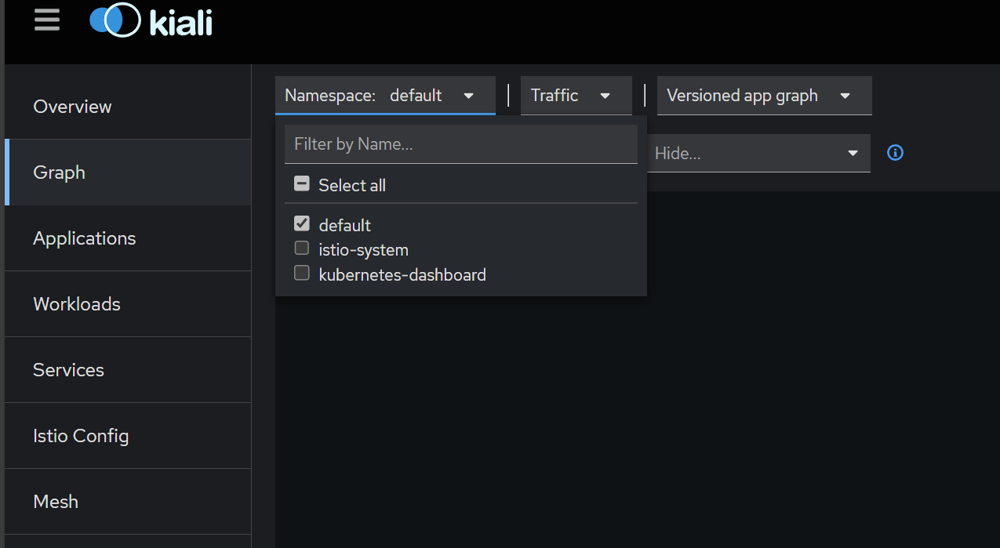 kiali
Overview
Graph
Applications
Workloads
Services
Istio Config
Mesh
Namespace: default
Traffic
Versioned app graph
Filter by Name...
Hide...
Select all
default
istio-system
kubernetes-dashboard